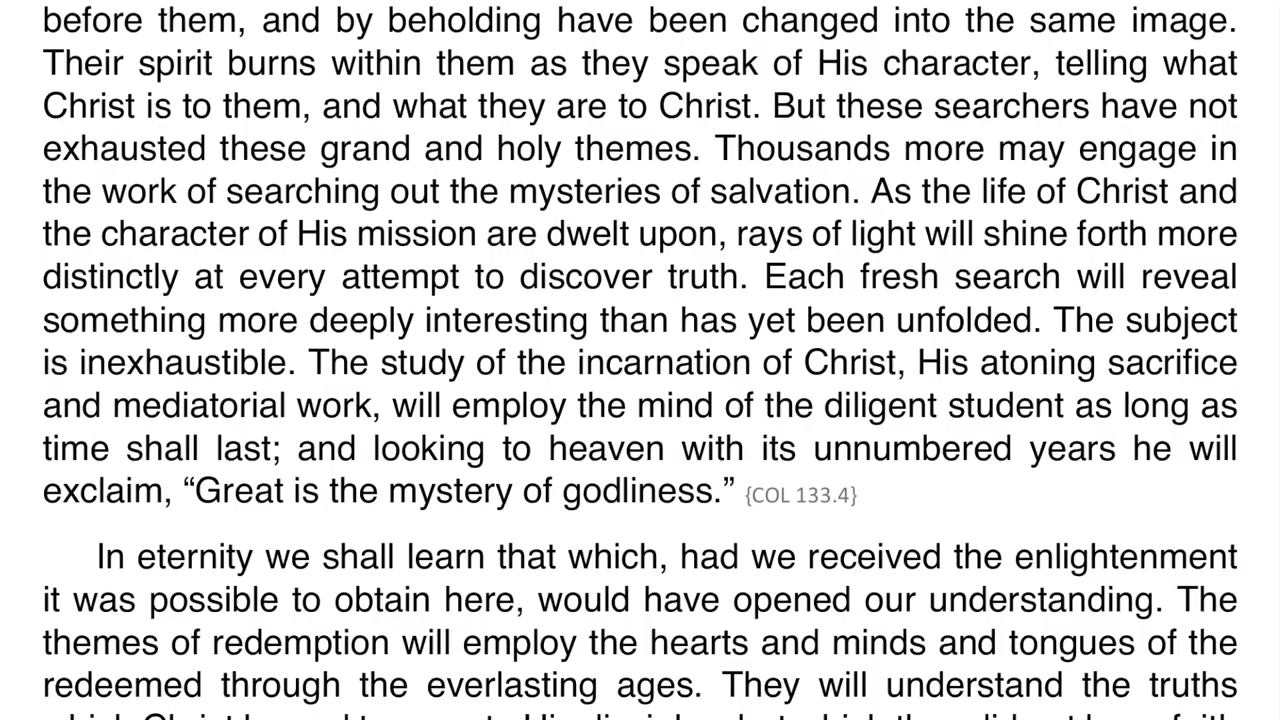 before them, and by beholding have been changed into the same image.
Their spirit burns within them as they speak of His character, telling what
Christ is to them, and what they are to Christ. But these searchers have not
exhausted these grand and holy themes. Thousands more may engage in
the work of searching out the mysteries of salvation. As the life of Christ and
the character of His mission are dwelt upon, rays of light will shine forth more
distinctly at every attempt to discover truth. Each fresh search will reveal
something more deeply interesting than has yet been unfolded. The subject
is inexhaustible. The study of the incarnation of Christ, His atoning sacrifice
and mediatorial work, will employ the mind of the diligent student as long as
time shall last; and looking to heaven with its unnumbered years he will
exclaim, “Great is the mystery of godliness.” {COL 133.4}
In eternity we shall learn that which, had we received the enlightenment
it was possible to obtain here, would have opened our understanding. The
themes of redemption will employ the hearts and minds and tongues of the
redeemed through the everlasting ages. They will understand the truths